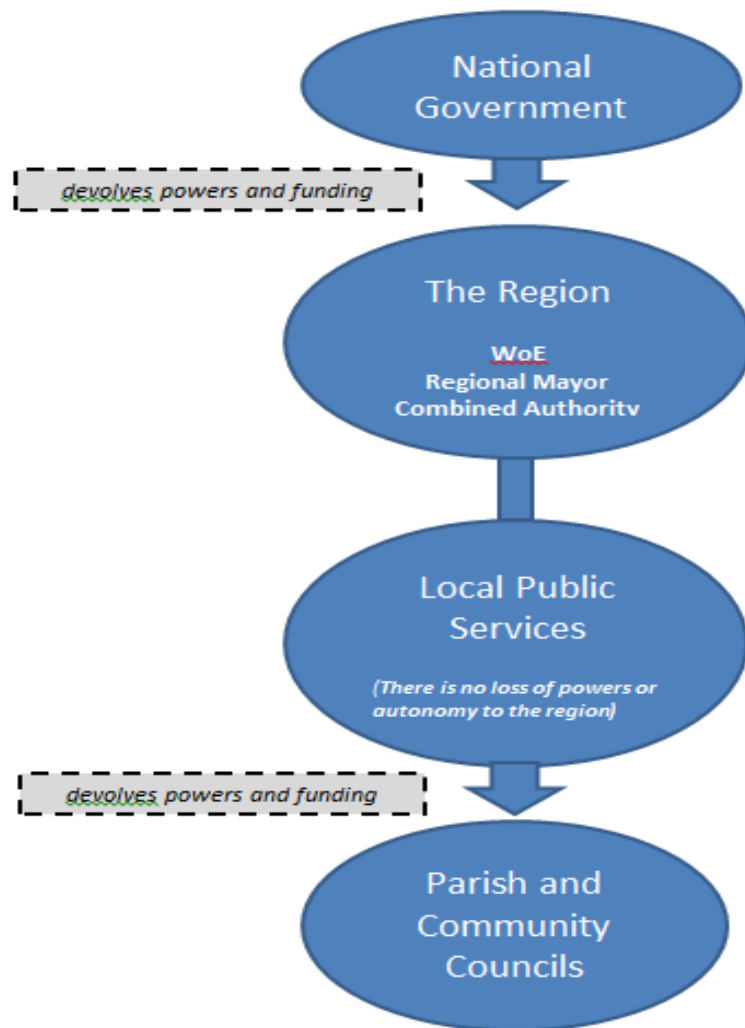 National
Government
devolves powers and funding
The Region
WoE
Regional Mayor
Combined Authority
Local Public
Services
(There is no loss of powers or
autonomy to the region)
devolves powers and funding
Parish and
Community
Councils